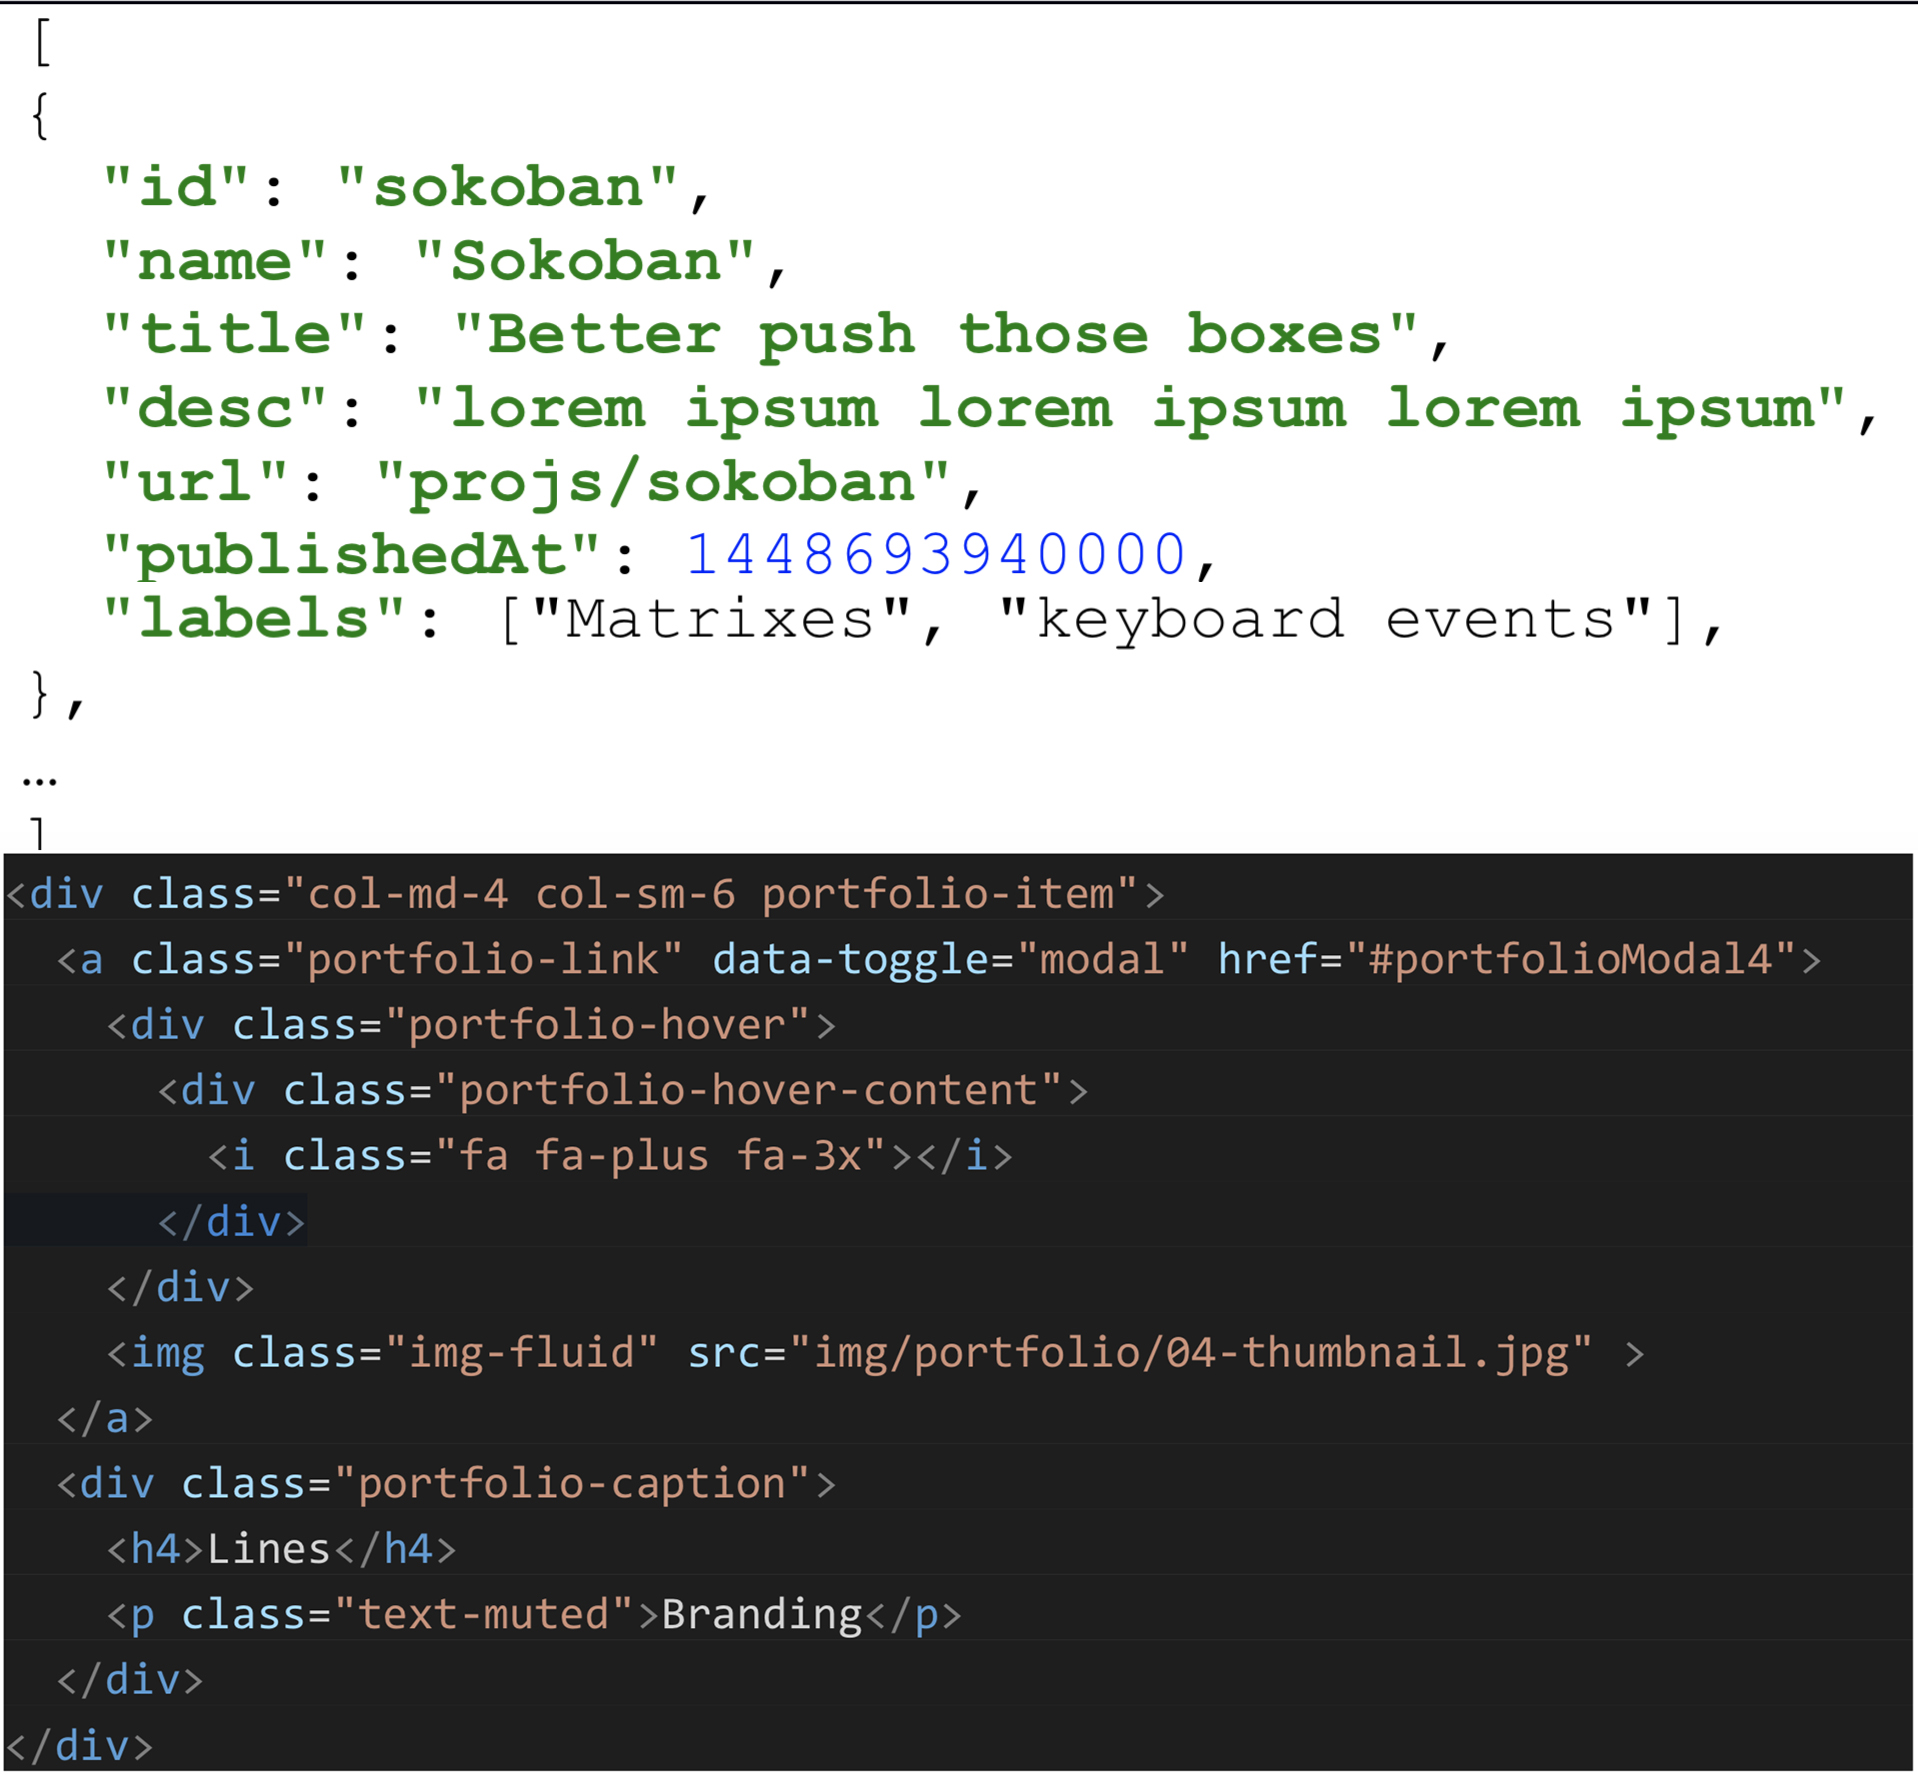 [
{
"id": "sokoban",
"name": "Sokoban",
"title": "Better push those boxes",
"desc": "lorem ipsum lorem ipsum lorem ipsum",
"url": "projs/sokoban",
"publishedAt": 1448693940000,
"labels": ["Matrixes", "keyboard events"],
},
…
]
<div class="col-md-4 col-sm-6 portfolio-item">
<a class="portfolio-link" data-toggle="modal" href="#portfolioModal4">
<div class="portfolio-hover">
<div class="portfolio-hover-content">
<i class="fa fa-plus fa-3x"></i>
</div>
</div>
<img class="img-fluid" src="img/portfolio/04-thumbnail.jpg" >
</a>
<div class="portfolio-caption">
<h4>Lines</h4>
<p class="text-muted">Branding</p>
</div>
</div>